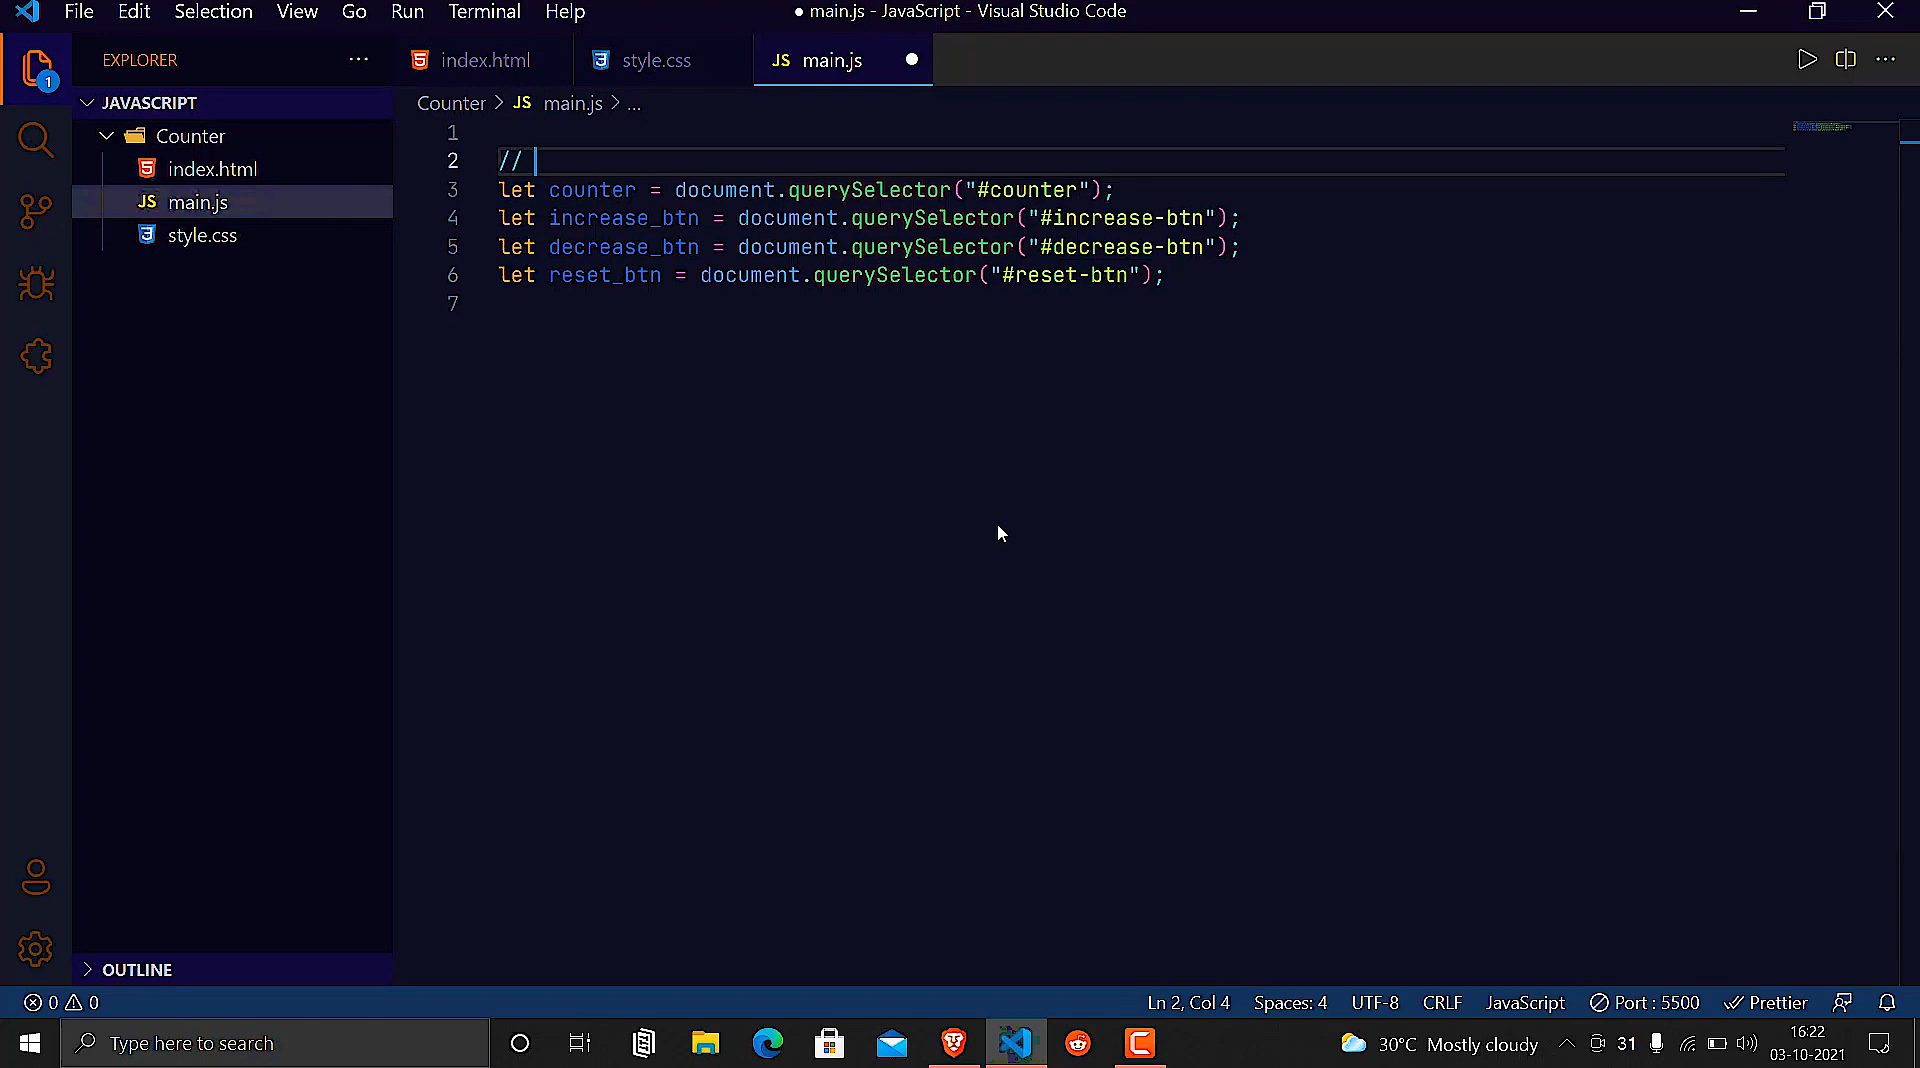 File Edit Selection View Go Run Terminal Help
● main.js - JavaScript - Visual Studio Code
EXPLORER ···
index.html
style.css
JS main.js ●
1
JAVASCRIPT
Counter > JS main.js > ...
Counter
index.html
JS main.js
style.css
1
2 //
3 let counter = document.querySelector("#counter");
4 let increase_btn = document.querySelector("#increase-btn");
5 let decrease_btn = document.querySelector("#decrease-btn");
6 let reset_btn = document.querySelector("#reset-btn");
7
OUTLINE
0 0 Ln 2, Col 4 Spaces: 4 UTF-8 CRLF JavaScript Port : 5500 Prettier
Type here to search
30°C Mostly cloudy
31
16:22
03-10-2021